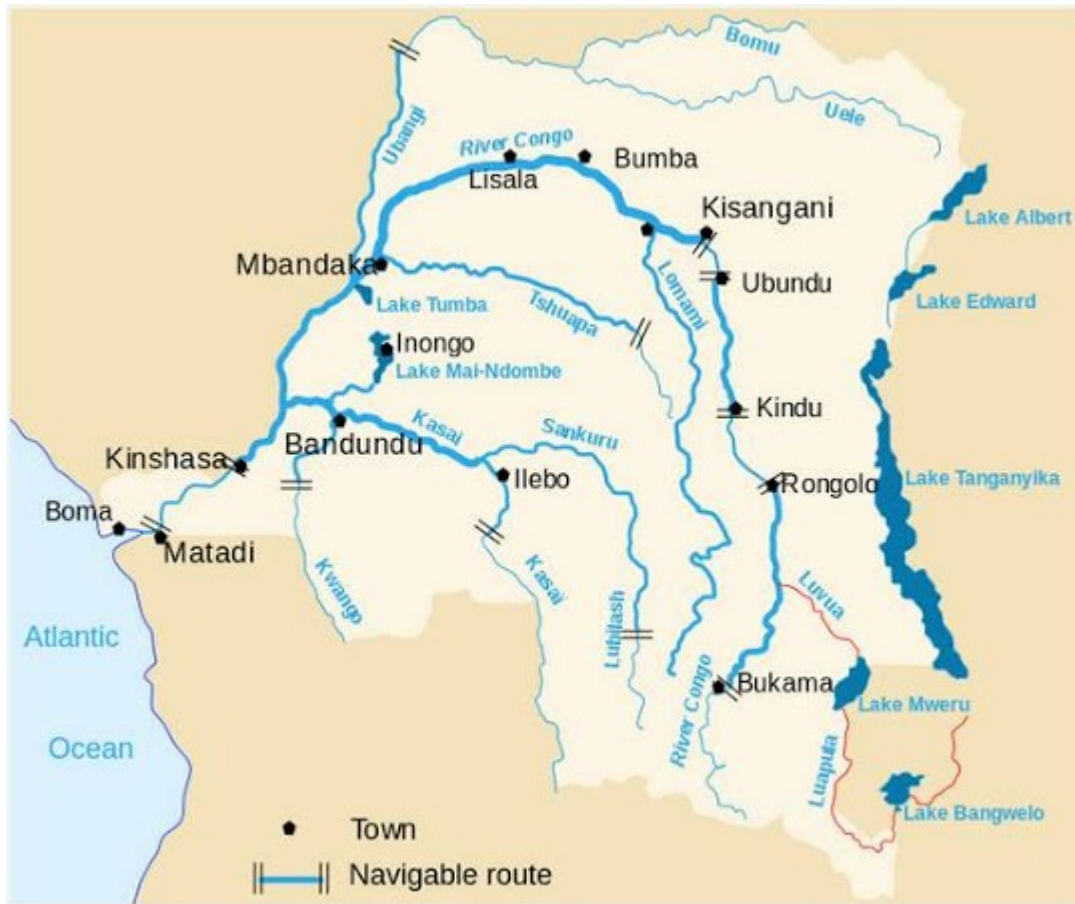 Bomu
Uele
Ubangi
River Congo
Lisala
Bumba
Kisangani
Lake Albert
Mbandaka
Lomami
Ubundu
Lake Edward
Lake Tumba
Tshuapa
Inongo
Lake Mai-Ndombe
Kindu
Bandundu
Kasai
Sankuru
Kinshasa
Ilebo
Rongolo
Lake Tanganyika
Boma
Matadi
Kwango
Kasai
Lubilash
Luvua
River Congo
Bukama
Lake Mweru
Atlantic
Ocean
Luapula
Lake Bangwelo
Town
Navigable route